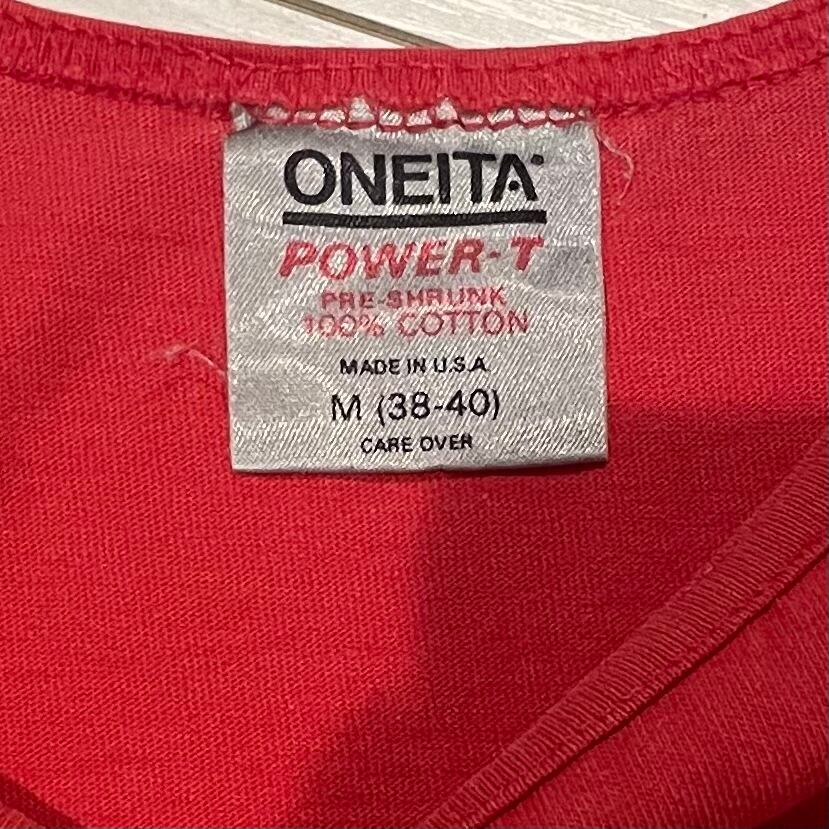 ONEITA
POWER-T
PRE-SHRUNK
100% COTTON
MADE IN U.S.A.
M (38-40)
CARE OVER